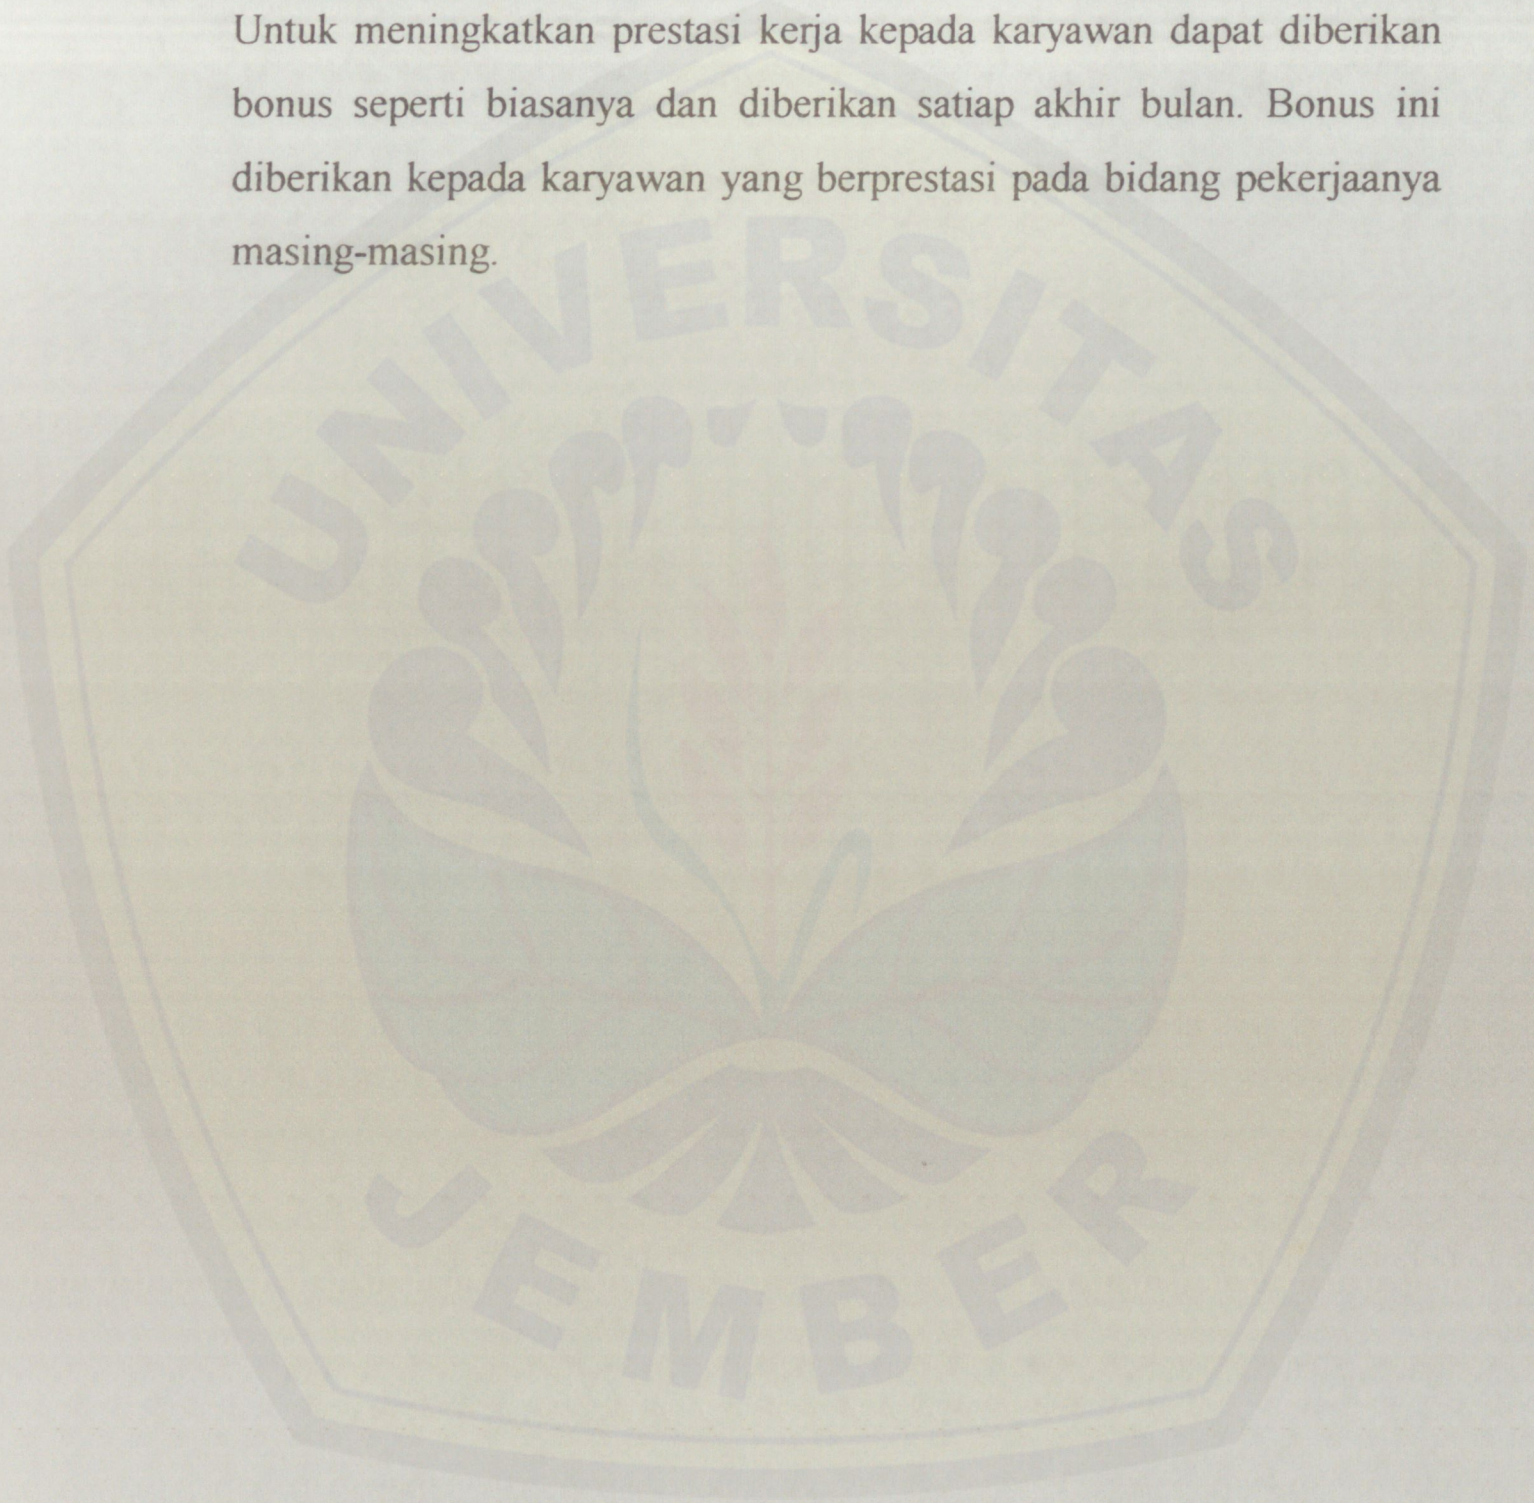 Untuk meningkatkan prestasi kerja kepada karyawan dapat diberikan
bonus seperti biasanya dan diberikan satiap akhir bulan. Bonus ini
diberikan kepada karyawan yang berprestasi pada bidang pekerjaanya
masing-masing.
UNIVERSITAS
JEMBER